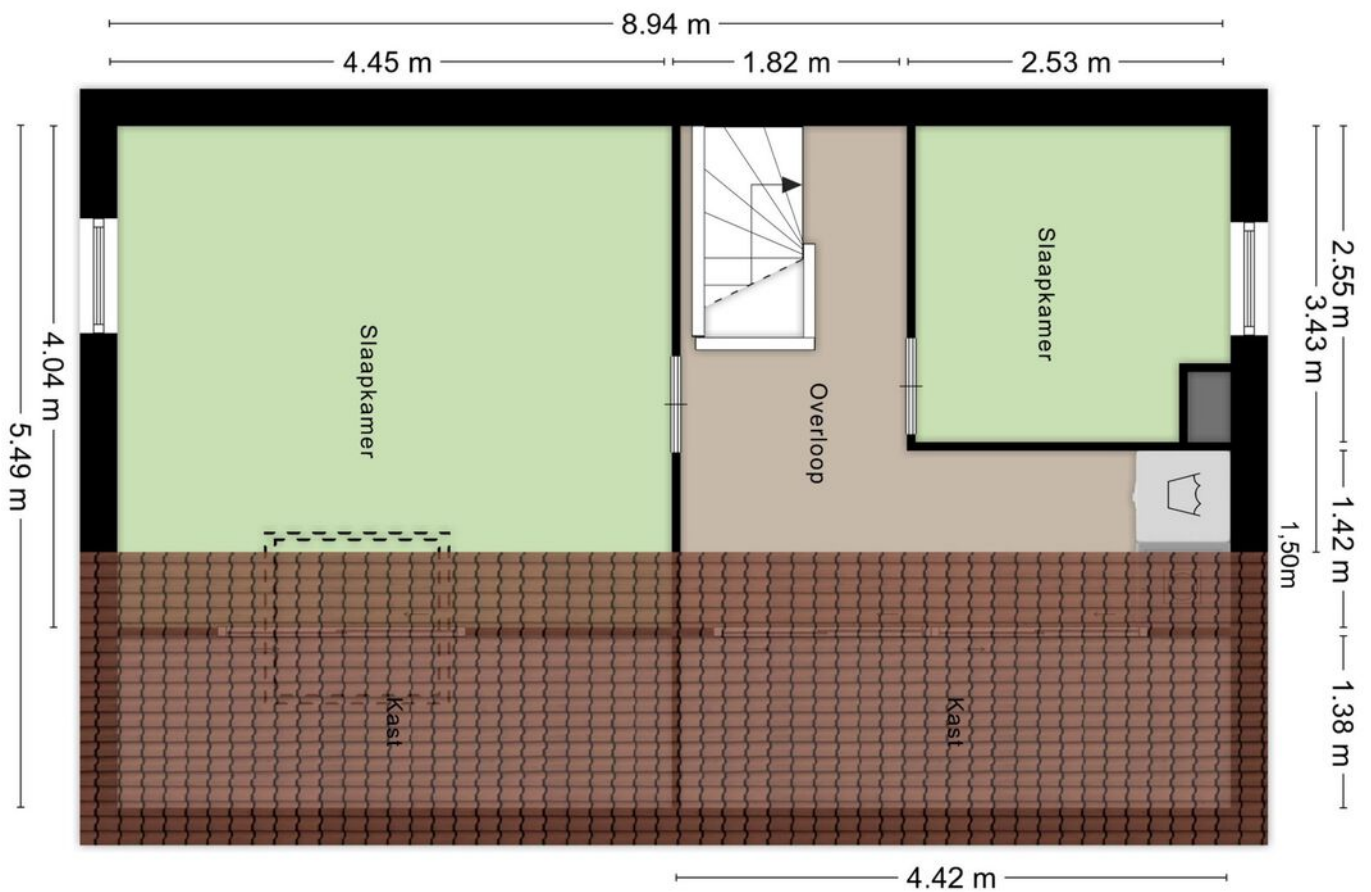 8.94 m
4.45 m
1.82 m
2.53 m
Slaapkamer
Slaapkamer
Overloop
4.04 m
5.49 m
2.55 m
3.43 m
1.42 m
1,50m
1.38 m
Kast
Kast
4.42 m